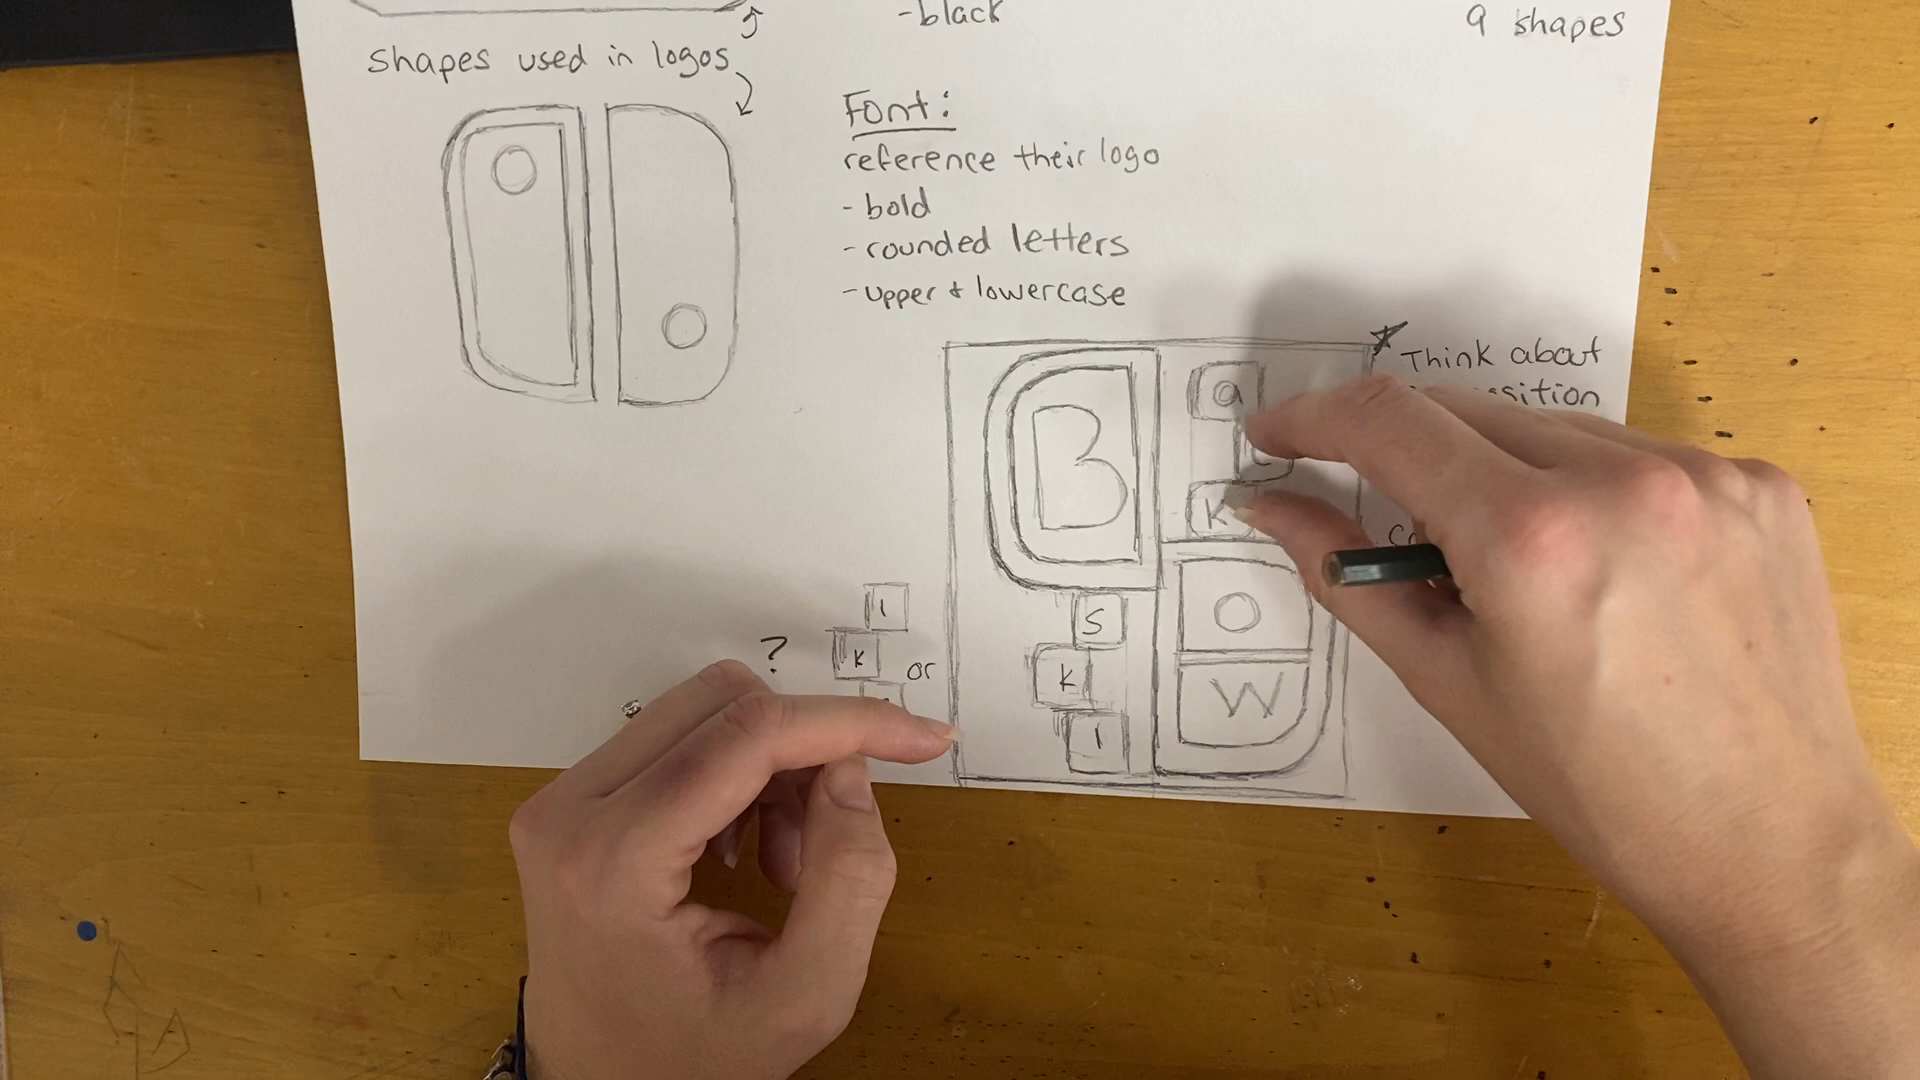 - black
9 shapes
shapes used in logos
Font:
reference their logo
- bold
- rounded letters
- upper & lowercase
Think about
B
a
K
?
l
K
or
S
K
l
O
W